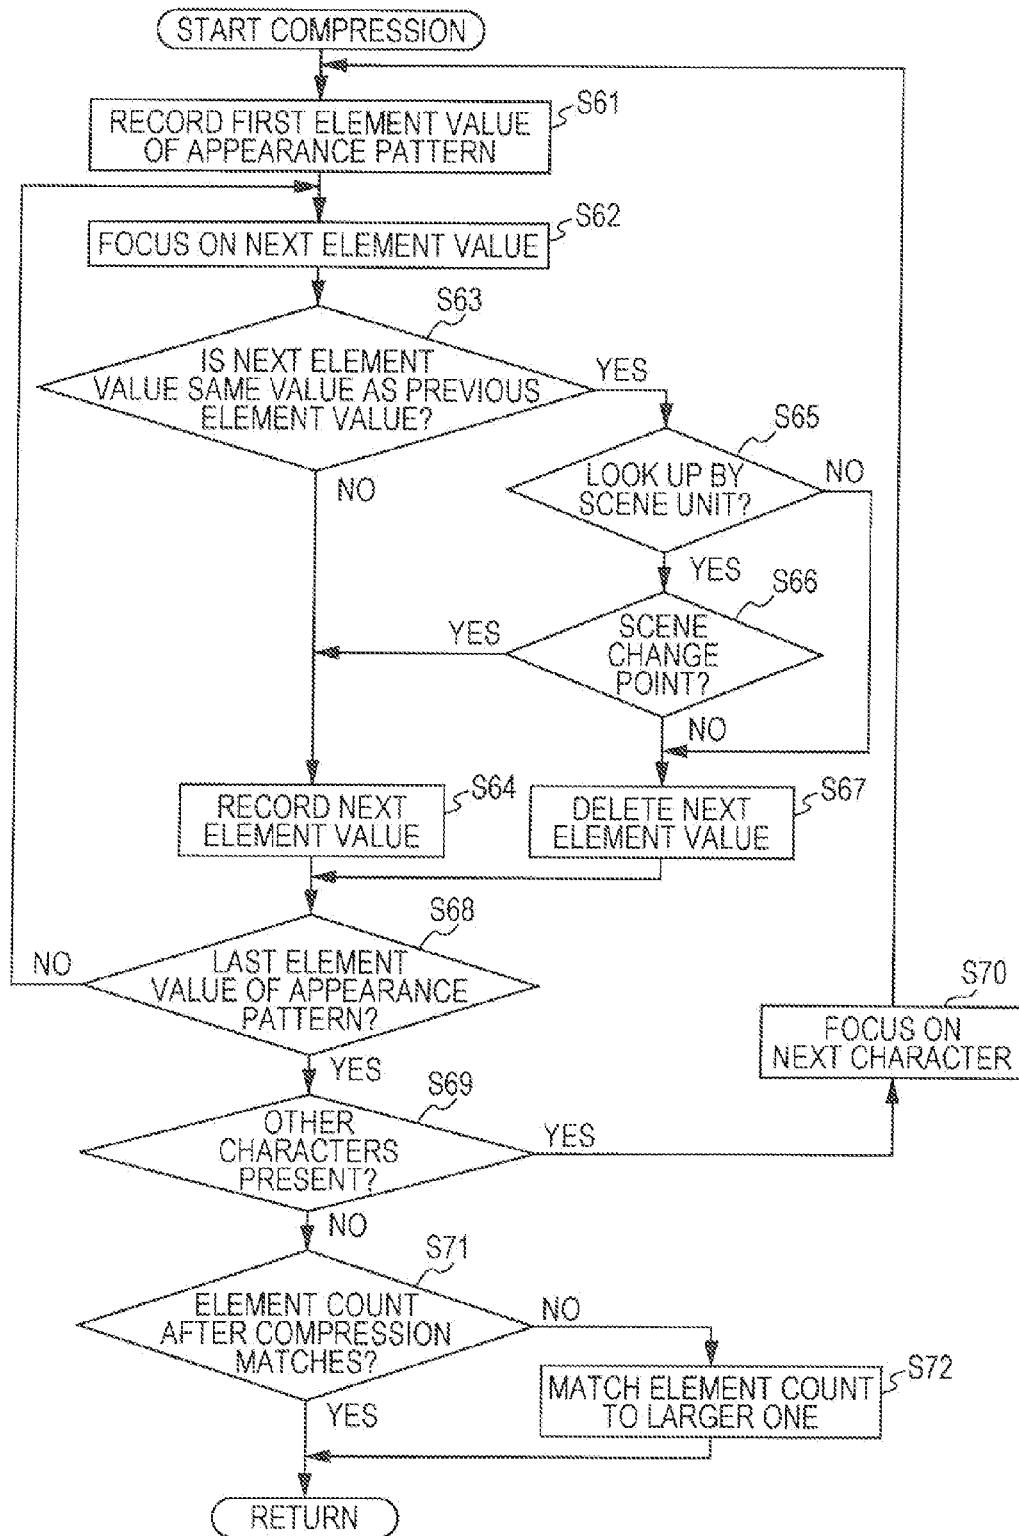 START COMPRESSION
S61
RECORD FIRST ELEMENT VALUE
OF APPEARANCE PATTERN
S62
FOCUS ON NEXT ELEMENT VALUE
S63
IS NEXT ELEMENT
VALUE SAME VALUE AS PREVIOUS
ELEMENT VALUE?
YES
NO
S65
LOOK UP BY
SCENE UNIT?
NO
YES
S66
SCENE
CHANGE
POINT?
YES
NO
S64
RECORD NEXT
ELEMENT VALUE
S67
DELETE NEXT
ELEMENT VALUE
S68
LAST ELEMENT
VALUE OF APPEARANCE
PATTERN?
NO
YES
S70
FOCUS ON
NEXT CHARACTER
S69
OTHER
CHARACTERS
PRESENT?
YES
NO
S71
ELEMENT COUNT
AFTER COMPRESSION
MATCHES?
NO
YES
S72
MATCH ELEMENT COUNT
TO LARGER ONE
RETURN